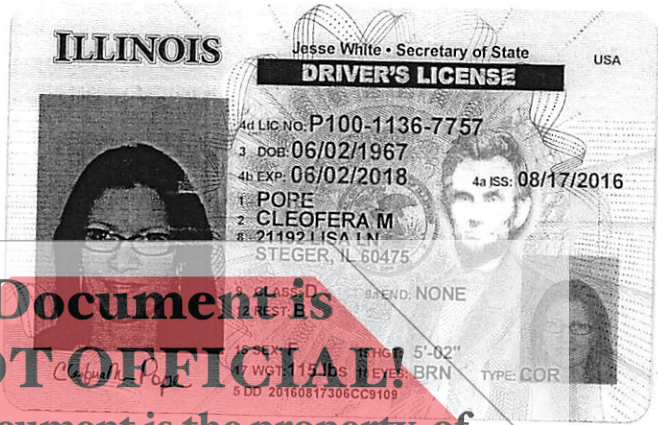 ILLINOIS
Jesse White • Secretary of State
USA
DRIVER'S LICENSE
4d LIC NO: P100-1136-7757
3 DOB: 06/02/1967
4b EXP: 06/02/2018
4a ISS: 08/17/2016
1 POPE
2 CLEOFERA M
8 21192 LISA LN
STEGER, IL 60475
9 CLASS: D
9a END: NONE
Document is
12 REST: B
15 SEX: F
16 HGT: 5'-02"
OT OFFICIAL!
17 WGT: 115 lbs
18 EYES: BRN
TYPE: COR
5 DD 20160817306CC9109
cument is the property of